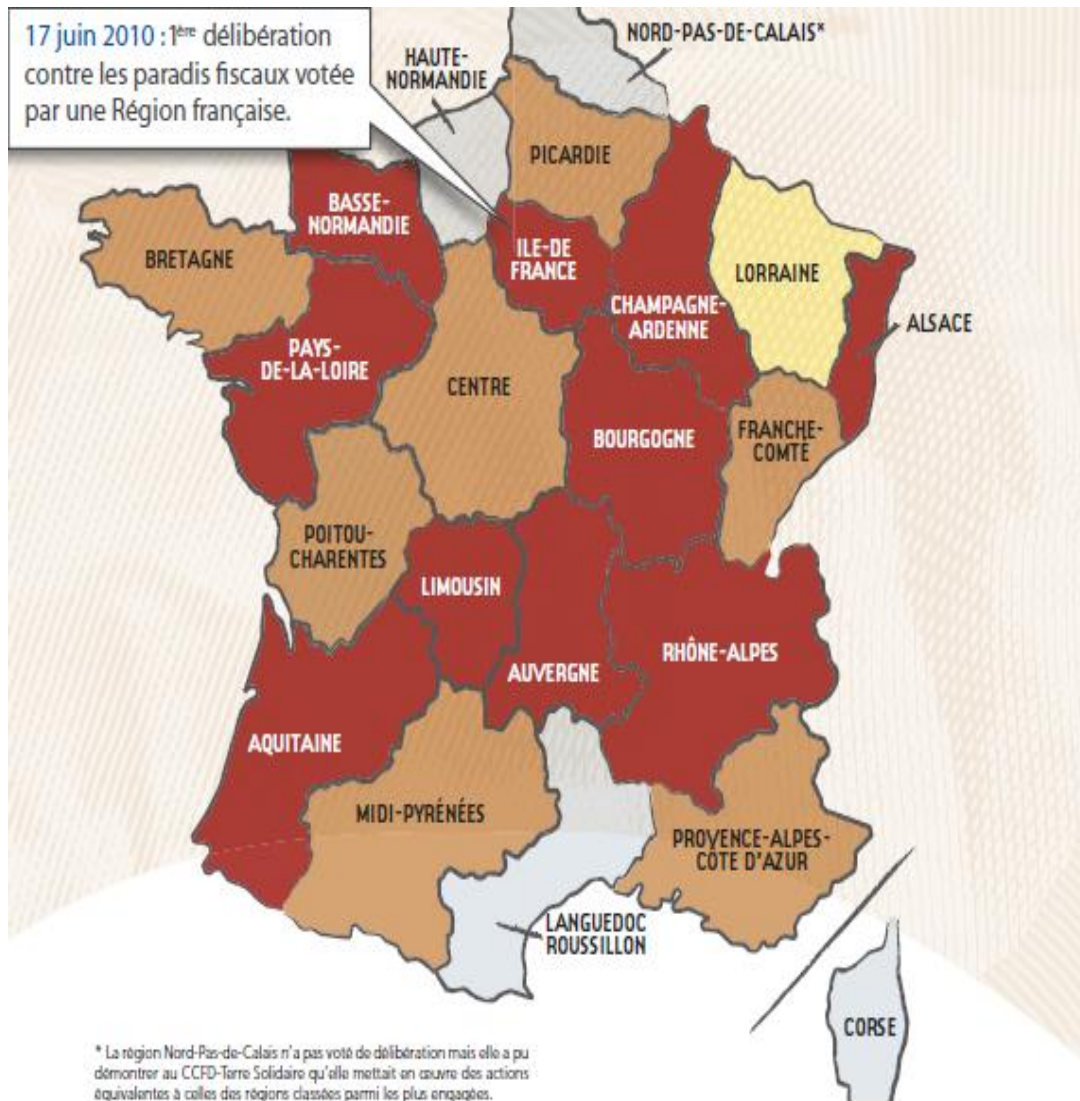 17 juin 2010 : 1ère délibération
contre les paradis fiscaux votée
par une Région française.
NORD-PAS-DE-CALAIS*
HAUTE-
NORMANDIE
PICARDIE
BASSE-
NORMANDIE
ILE-DE
FRANCE
BRETAGNE
LORRAINE
CHAMPAGNE-
ARDENNE
ALSACE
PAYS-
DE-LA-LOIRE
CENTRE
BOURGOGNE
FRANCHE-
COMTÉ
POITOU-
CHARENTES
LIMOUSIN
RHÔNE-ALPES
AUVERGNE
AQUITAINE
MIDI-PYRÉNÉES
PROVENCE-ALPES-
CÔTE D'AZUR
LANGUEDOC
ROUSSILLON
CORSE
* La région Nord-Pas-de-Calais n'a pas voté de délibération mais elle a pu
démontrer au CCFD-Terre Solidaire qu'elle mettait en œuvre des actions
équivalentes à celles des régions classées parmi les plus engagées.